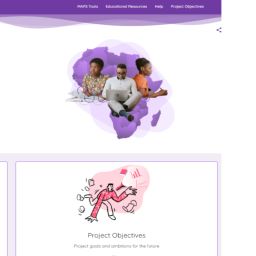 MAPS Tools Educational Resources Help Project Objectives
Project Objectives
Project goals and ambitions for the future